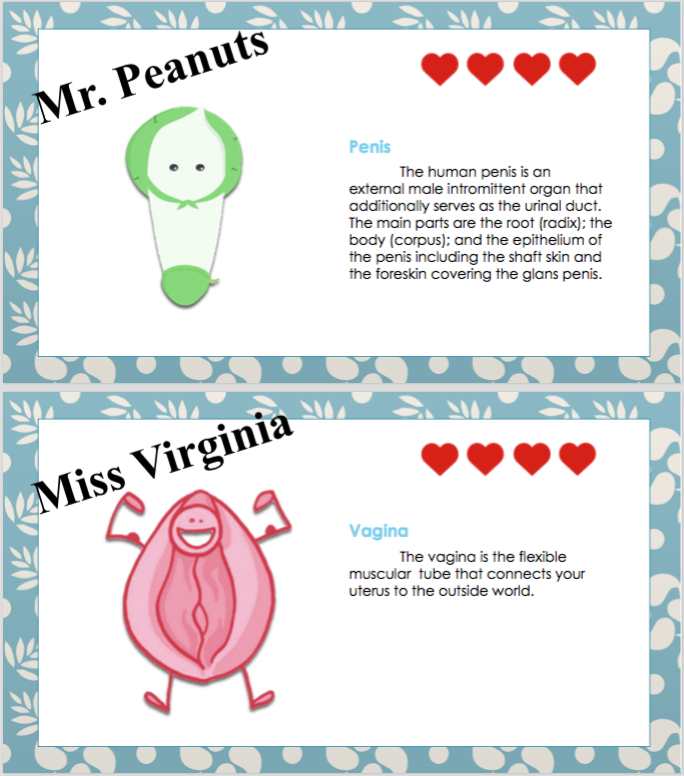 Mr. Peanuts
Penis
The human penis is an
external male intromittent organ that
additionally serves as the urinal duct.
The main parts are the root (radix); the
body (corpus); and the epithelium of
the penis including the shaft skin and
the foreskin covering the glans penis.
Miss Virginia
Vagina
The vagina is the flexible
muscular tube that connects your
uterus to the outside world.